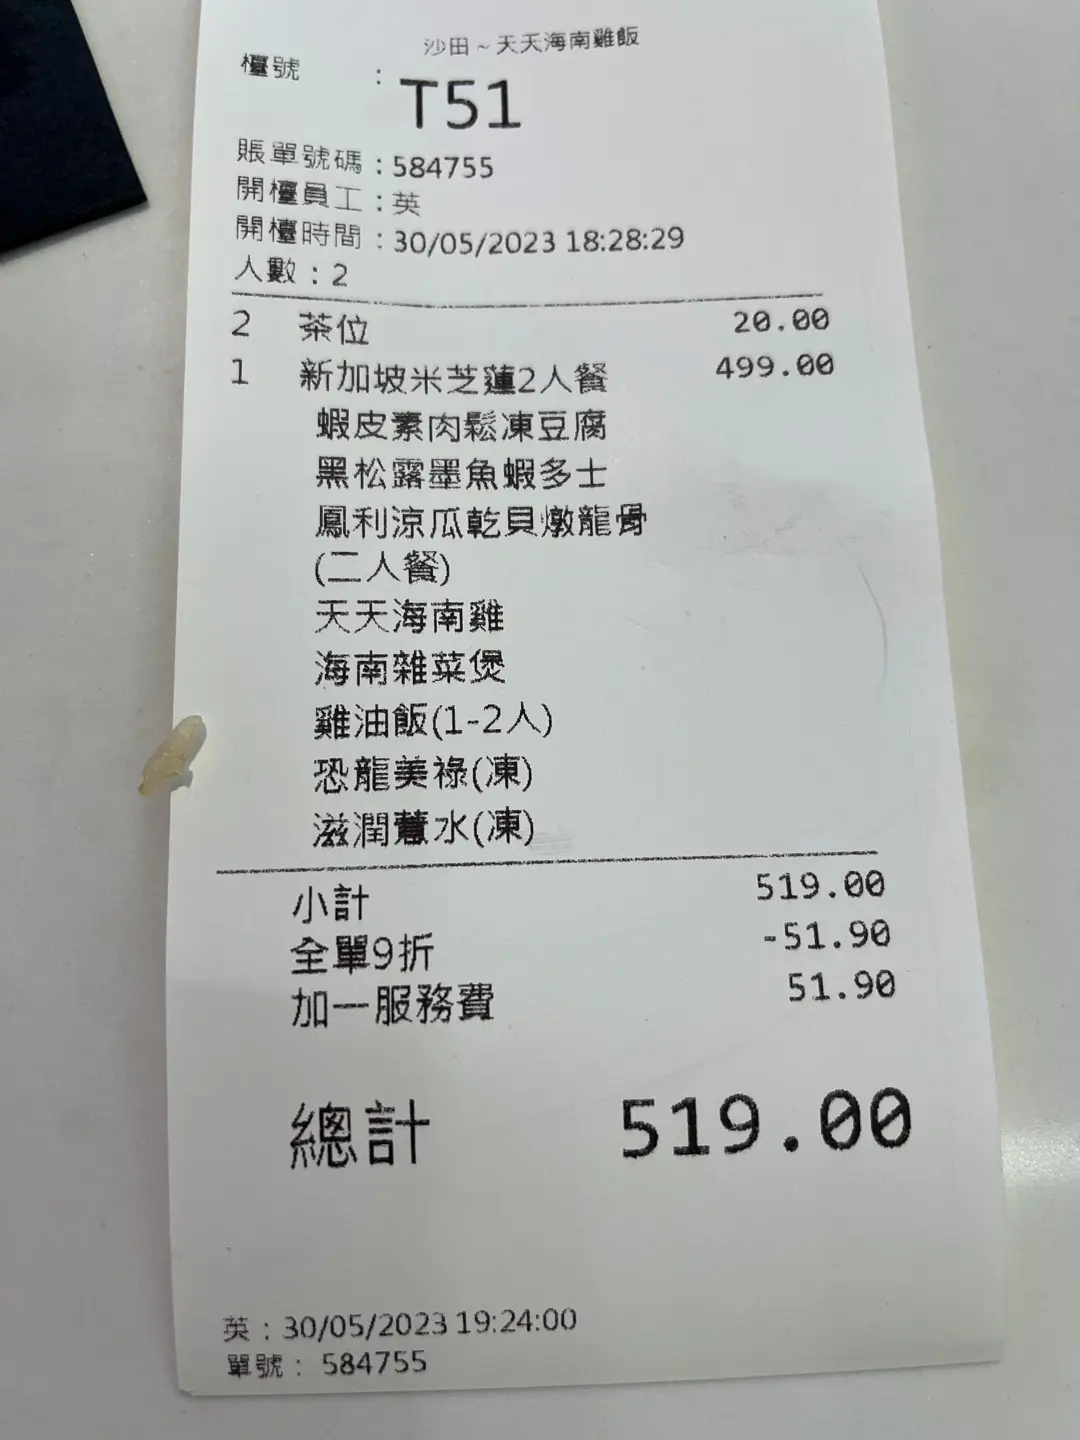 沙田~天天海南雞飯
檯號 : T51
賬單號碼 : 584755
開檯員工 : 英
開檯時間 : 30/05/2023 18:28:29
人數 : 2
2 茶位 20.00
1 新加坡米芝蓮2人餐 499.00
蝦皮素肉鬆凍豆腐
黑松露墨魚蝦多士
鳳利涼瓜乾貝燉龍骨
(二人餐)
天天海南雞
海南雜菜煲
雞油飯(1-2人)
恐龍美祿(凍)
滋潤薏水(凍)
小計 519.00
全單9折 -51.90
加一服務費 51.90
總計 519.00
英 : 30/05/2023 19:24:00
單號 : 584755